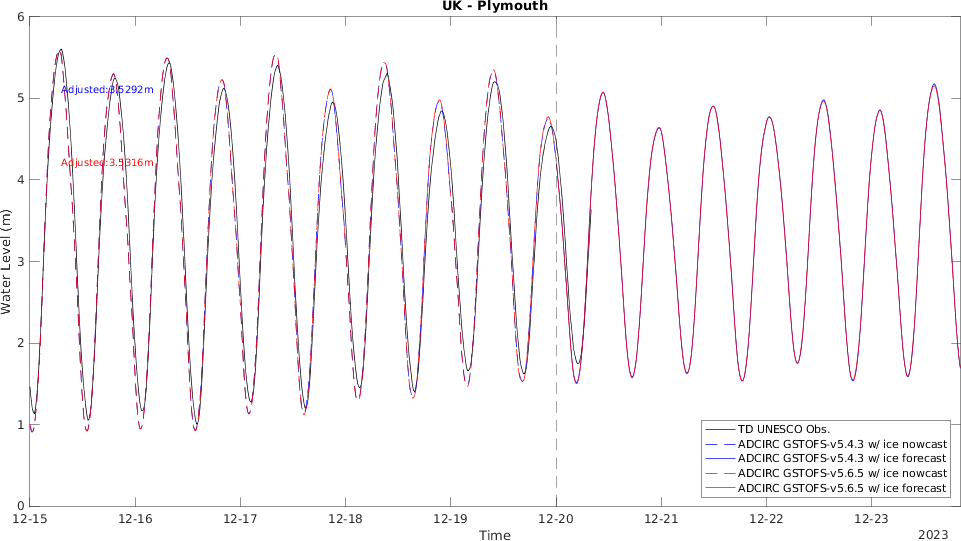 UK - Plymouth
6
5
4
3
2
1
0
Water Level (m)
Adjusted:3.5292m
Adjusted:3.5316m
TD UNESCO Obs.
ADCIRC GSTOFS-v5.4.3 w/ ice nowcast
ADCIRC GSTOFS-v5.4.3 w/ ice forecast
ADCIRC GSTOFS-v5.6.5 w/ ice nowcast
ADCIRC GSTOFS-v5.6.5 w/ ice forecast
12-15 12-16 12-17 12-18 12-19 12-20 12-21 12-22 12-23
Time
2023